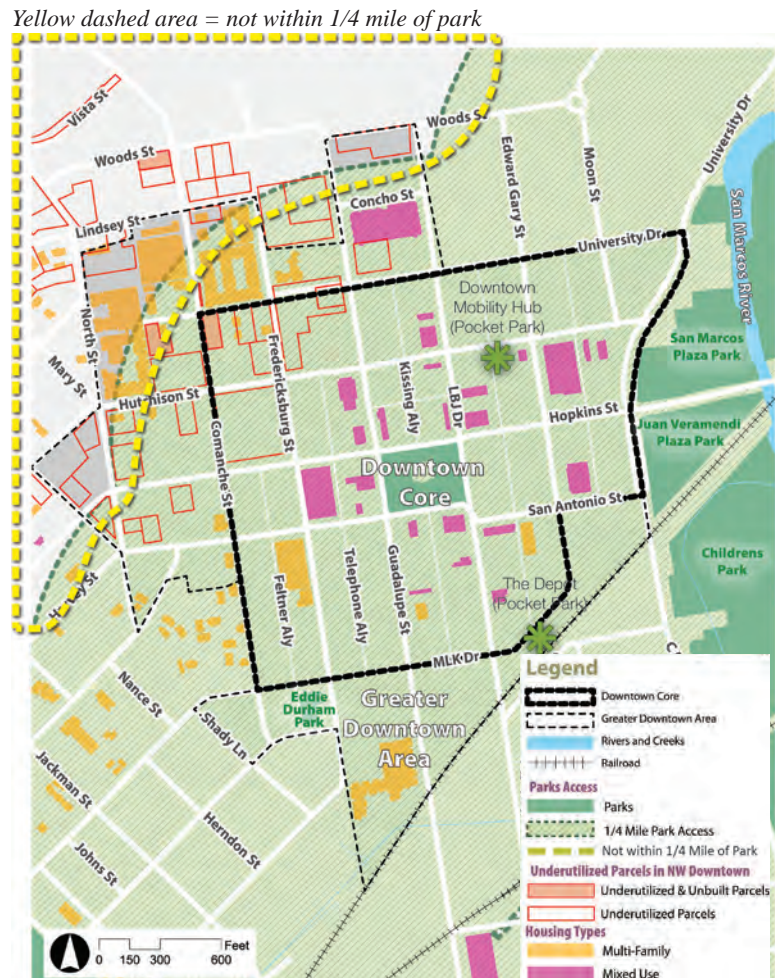 Yellow dashed area = not within 1/4 mile of park
Vista St
Woods St
Woods St
University Dr
Edward Gary St
Moon St
San Marcos River
Lindsey St
Concho St
University Dr
North St
Downtown
Mobility Hub
(Pocket Park)
San Marcos
Plaza Park
Mary St
Fredericksburg St
Kissing Aly
LBJ Dr
Hutchison St
Hopkins St
Juan Veramendi
Plaza Park
Comanche St
Downtown
Core
San Antonio St
Childrens
Park
Harvey St
Feltner Aly
Telephone Aly
Guadalupe St
The Depot
(Pocket Park)
MLK Dr
Nance St
Eddie
Durham
Park
Greater
Downtown
Area
Shady Ln
Jackman St
Herndon St
Johns St
C
Legend
Downtown Core
Greater Downtown Area
Rivers and Creeks
Railroad
Parks Access
Parks
1/4 Mile Park Access
Not within 1/4 Mile of Park
Underutilized Parcels in NW Downtown
Underutilized & Unbuilt Parcels
Underutilized Parcels
Housing Types
Multi-Family
Mixed Use
Feet
0 150 300 600